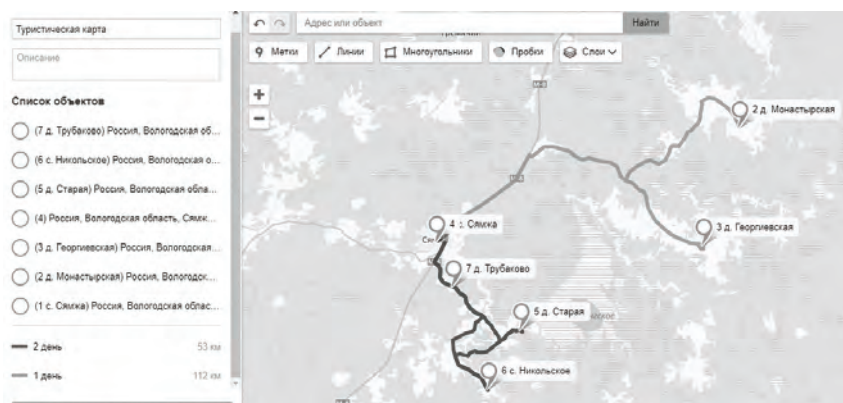 Туристическая карта
Описание
Список объектов
(7 д. Трубаково) Россия, Вологодская об...
(6 с. Никольское) Россия, Вологодская о...
(5 д. Старая) Россия, Вологодская обла...
(4) Россия, Вологодская область, Сямж...
(3 д. Георгиевская) Россия, Вологодская...
(2 д. Монастырская) Россия, Вологодск...
(1 с. Сямжа) Россия, Вологодская облас...
2 день 53 км
1 день 112 км
Адрес или объект
Найти
Метки
Линии
Многоугольники
Пробки
Слои
2 д. Монастырская
3 д. Георгиевская
4 с. Сямжа
7 д. Трубаково
5 д. Старая
6 с. Никольское